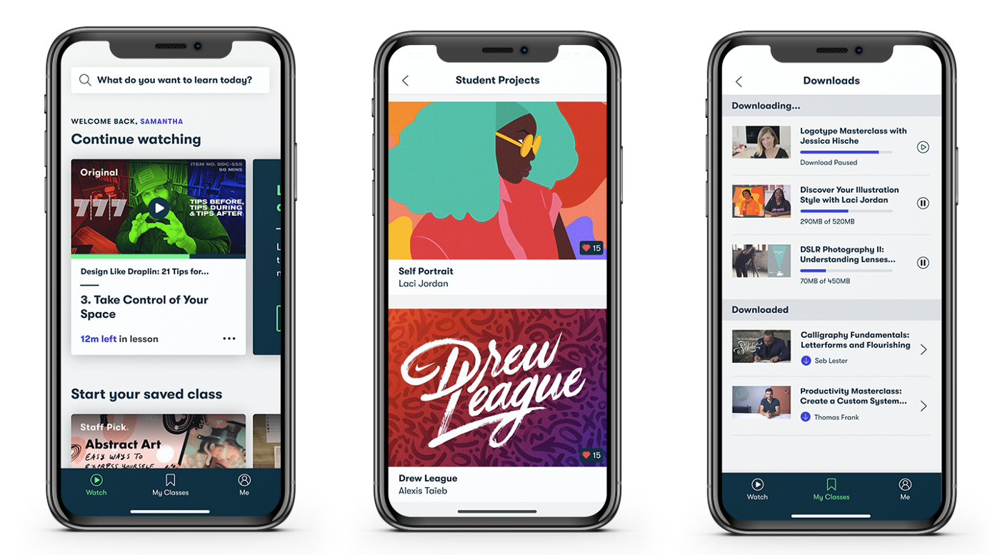 What do you want to learn today?
WELCOME BACK, SAMANTHA
Continue watching
Original
ITEM NO. DDC-555
90 MINS
777
TIPS BEFORE,
TIPS DURING
& TIPS AFTER
Design Like Draplin: 21 Tips for...
3. Take Control of Your
Space
12m left in lesson
Start your saved class
Staff Pick.
Abstract Art
EASY WAYS TO
EXPRESS YOURSELF
Watch
My Classes
Me
Student Projects
15
Self Portrait
Laci Jordan
Drew
League
15
Drew League
Alexis Taïeb
Downloads
Downloading...
Logotype Masterclass with
Jessica Hische
Download Paused
Discover Your Illustration
Style with Laci Jordan
290MB of 520MB
DSLR Photography II:
Understanding Lenses...
70MB of 450MB
Downloaded
Calligraphy Fundamentals:
Letterforms and Flourishing
Seb Lester
Productivity Masterclass:
Create a Custom System...
Thomas Frank
Watch
My Classes
Me